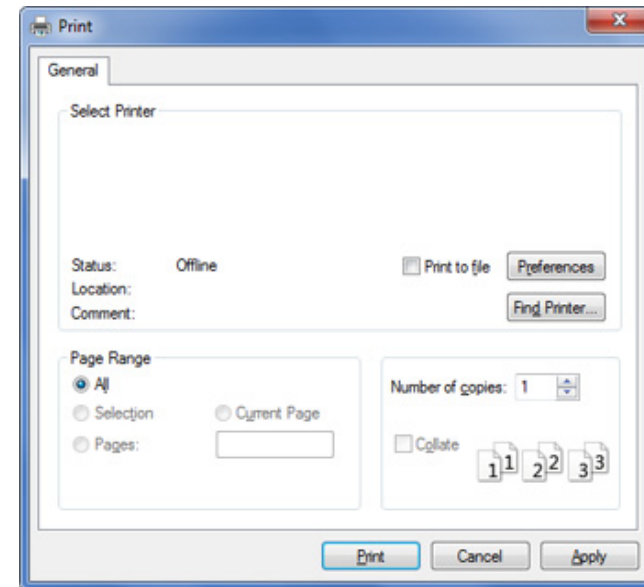 Print
General
Select Printer
Status: Offline
Print to file
Preferences
Location:
Comment:
Find Printer...
Page Range
All
Selection
Current Page
Pages:
Number of copies: 1
Collate
1 1 2 2 3 3
Print
Cancel
Apply